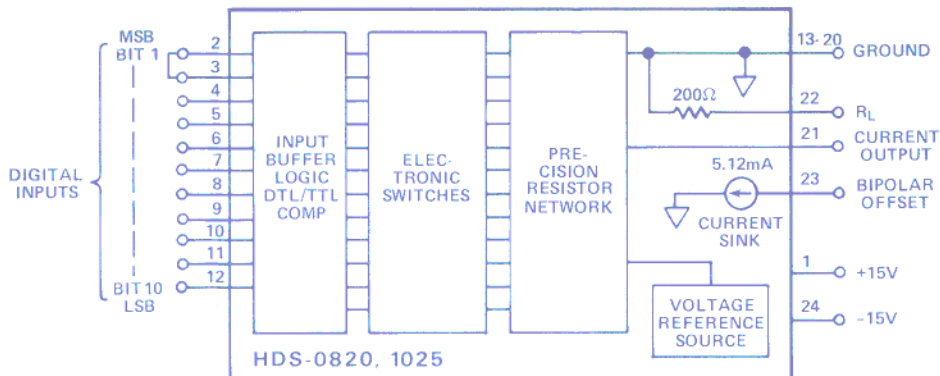 MSB
BIT 1
DIGITAL
INPUTS
BIT 10
LSB
2
3
4
5
6
7
8
9
10
11
12
INPUT
BUFFER
LOGIC
DTL/TTL
COMP
ELEC-
TRONIC
SWITCHES
PRE-
CISION
RESISTOR
NETWORK
200Ω
5.12mA
CURRENT
SINK
VOLTAGE
REFERENCE
SOURCE
13-20
GROUND
22
RL
21
CURRENT
OUTPUT
23
BIPOLAR
OFFSET
1
+15V
24
-15V
HDS-0820, 1025